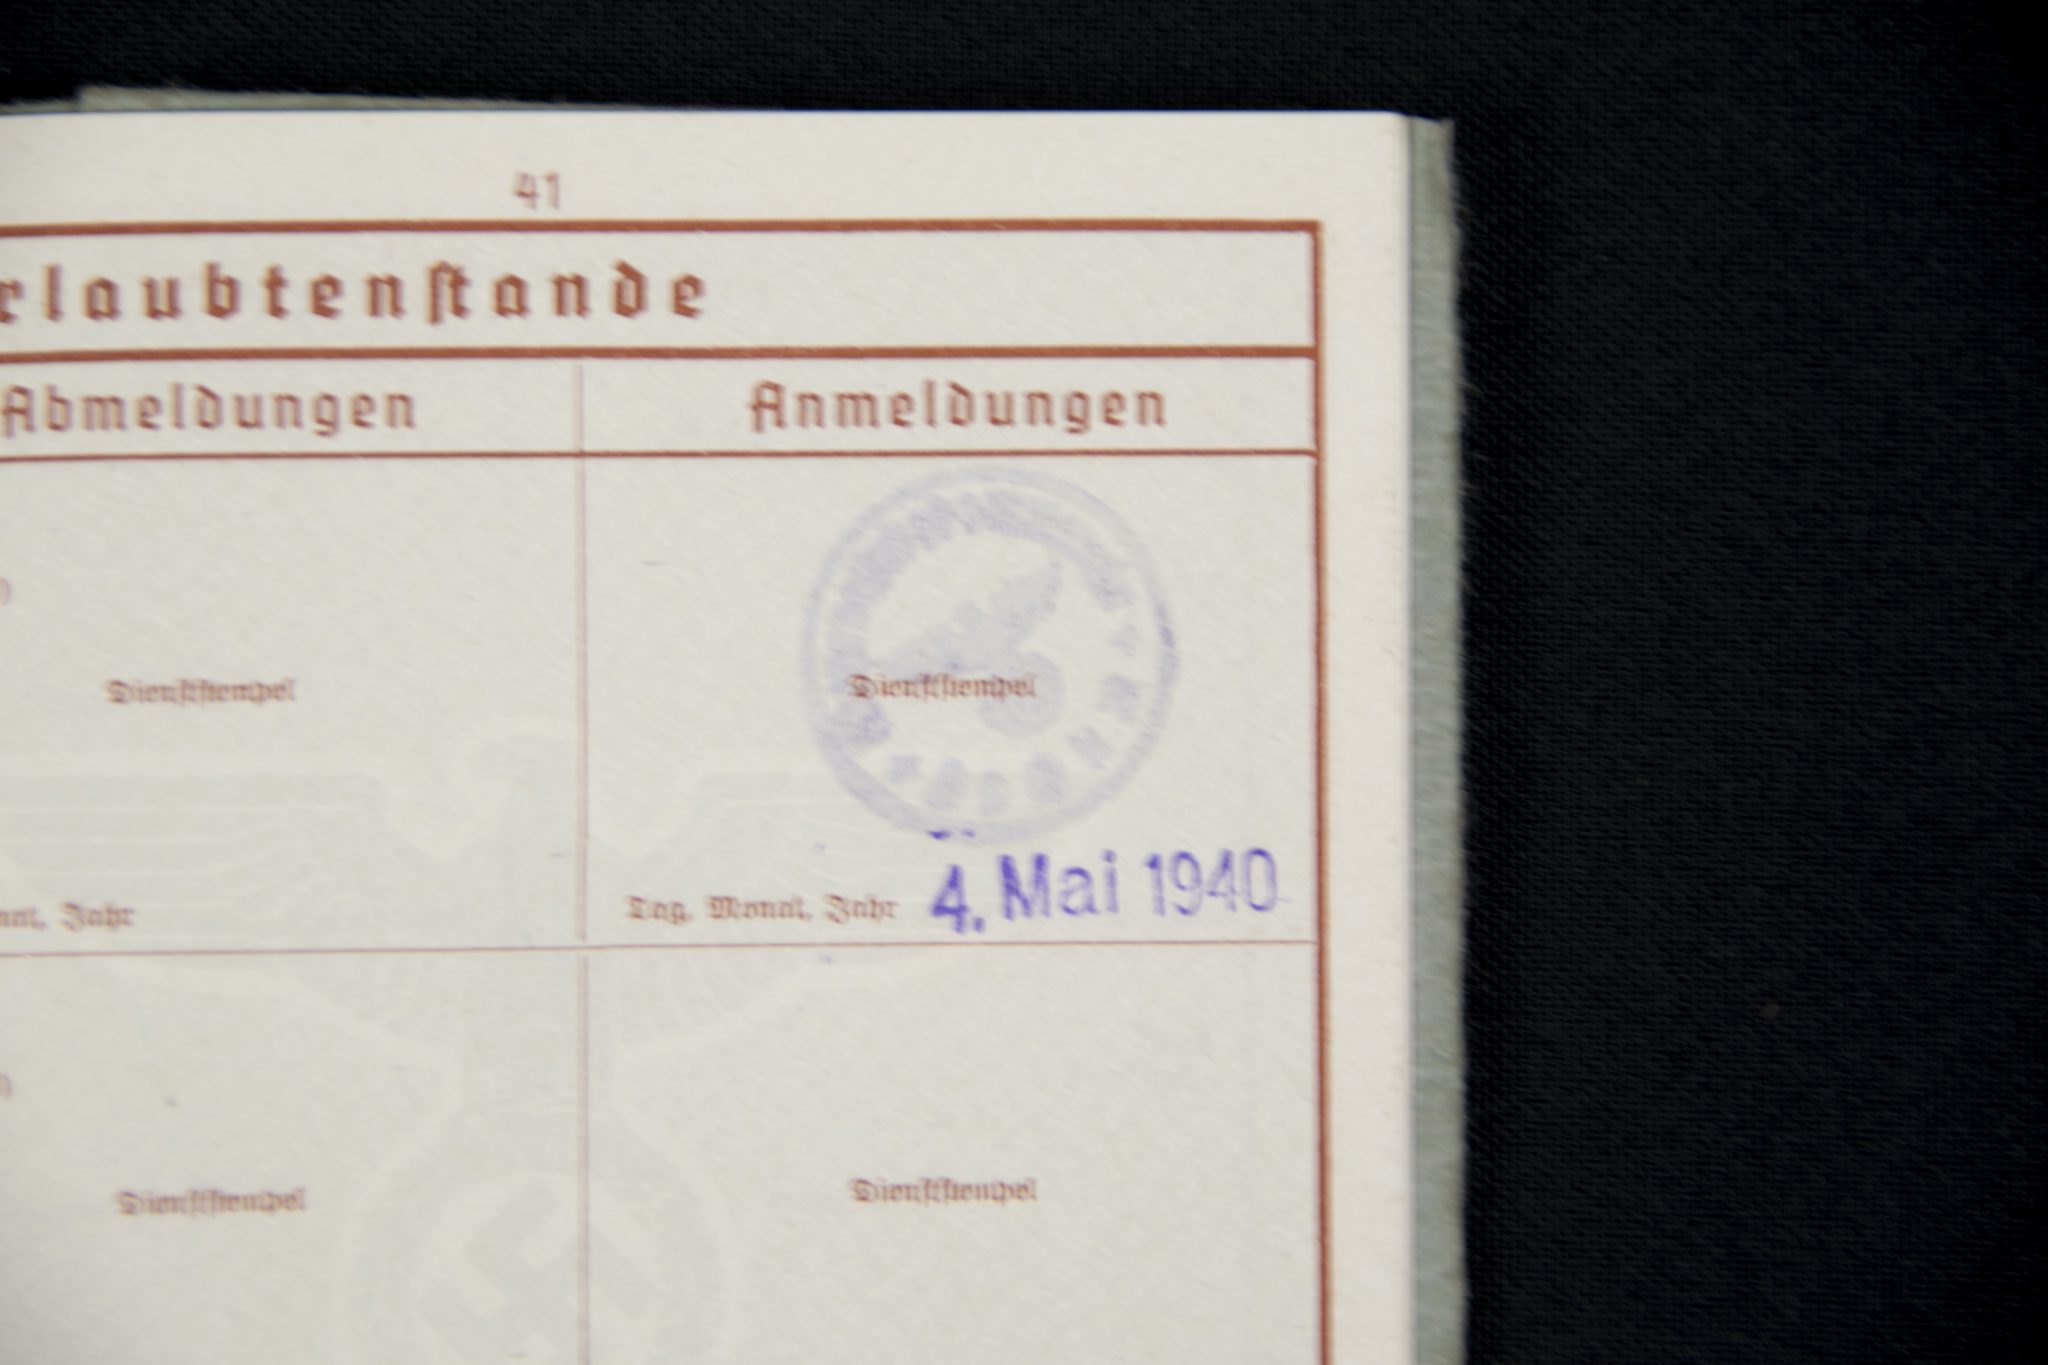 41
rlaubtenstande
Abmeldungen Anmeldungen
Dienststempel Dienststempel
nat, Jahr Tag, Monat, Jahr 4. Mai 1940
Dienststempel Dienststempel